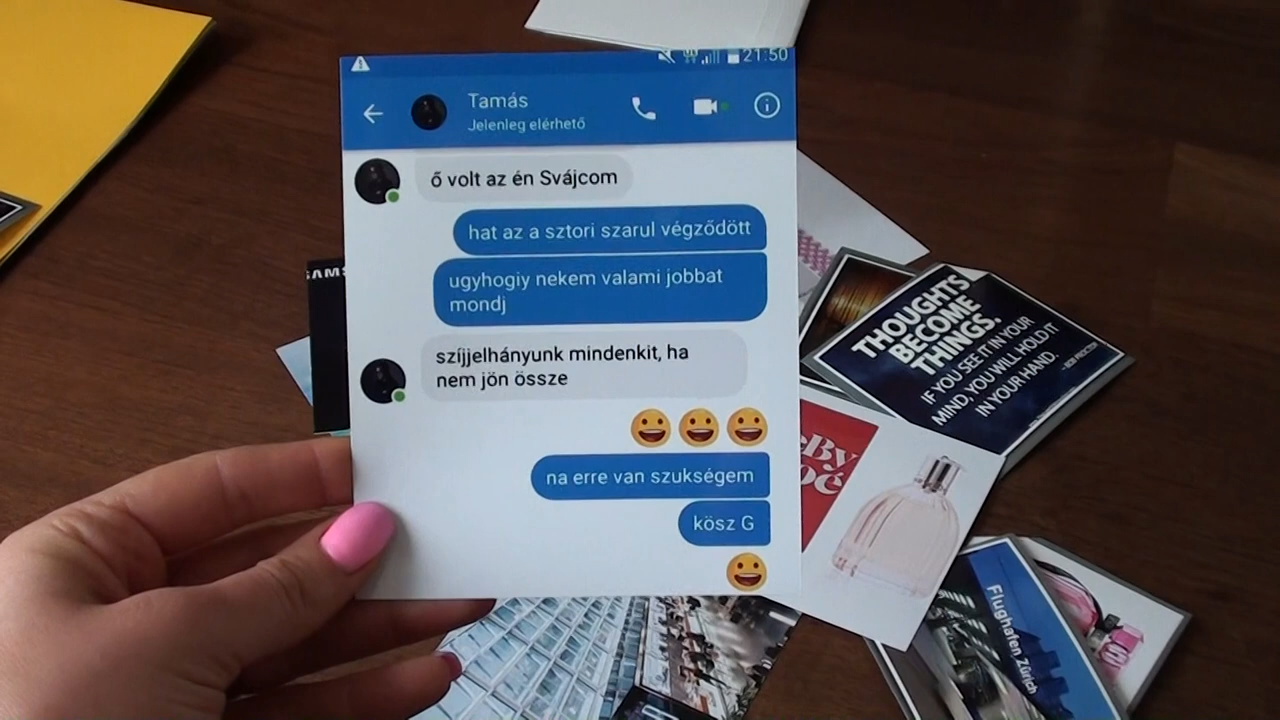 21:50
Tamás
Jelenleg elérhető
ő volt az én Svájcom
hat az a sztori szarul végződött
ugyhogiy nekem valami jobbat
mondj
szíjjelhányunk mindenkit, ha
nem jön össze
na erre van szukségem
kösz G
THOUGHTS
BECOME
THINGS.
IF YOU SEE IT IN YOUR
MIND, YOU WILL HOLD IT
IN YOUR HAND.
- BOB PROCTOR
Flughafen Zürich